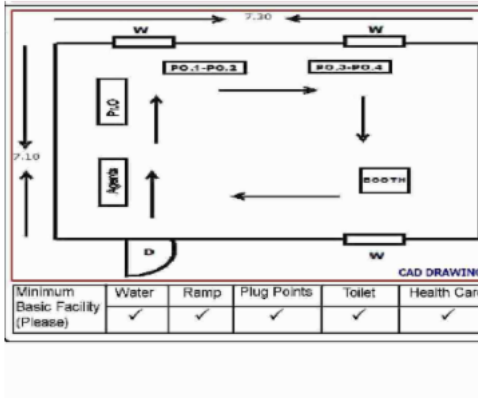 7.30
W
W
PO.1-PO.2
PO.3-PO.4
Pr.O
7.10
Agents
BOOTH
D
W
CAD DRAWING
Minimum Basic Facility (Please)
Water
Ramp
Plug Points
Toilet
Health Care
✓
✓
✓
✓
✓